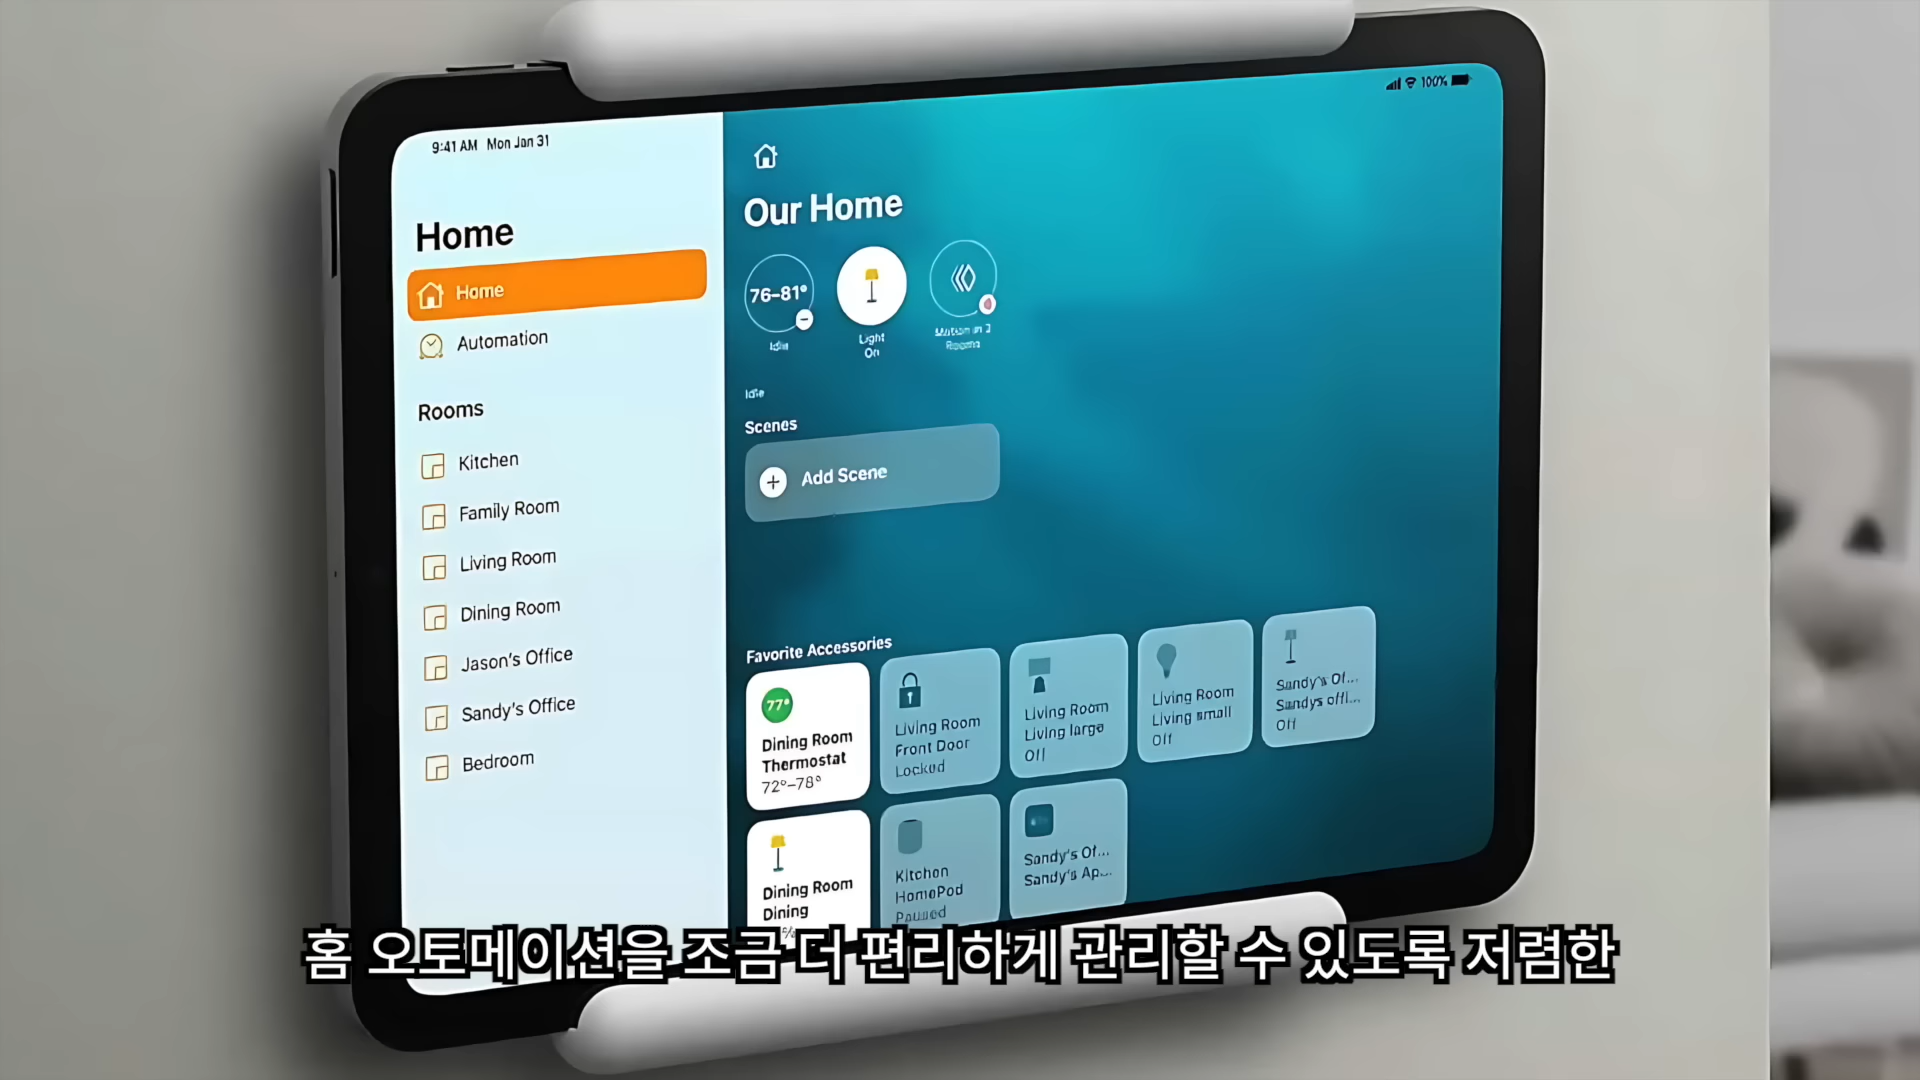 9:41 AM Mon Jan 31
100%
Home
Home
Automation
Rooms
Kitchen
Family Room
Living Room
Dining Room
Jason's Office
Sandy's Office
Bedroom
Our Home
76–81°
Idle
Light
On
Motion in 2
Rooms
Idle
Scenes
Add Scene
Favorite Accessories
77°
Dining Room
Thermostat
72°–78°
Living Room
Front Door
Locked
Living Room
Living large
Off
Living Room
Living small
Off
Sandy's Of...
Sandys offi...
Off
Dining Room
Dining
Kitchen
HomePod
Paused
Sandy's Of...
Sandy's Ap...
홈 오토메이션을 조금 더 편리하게 관리할 수 있도록 저렴한